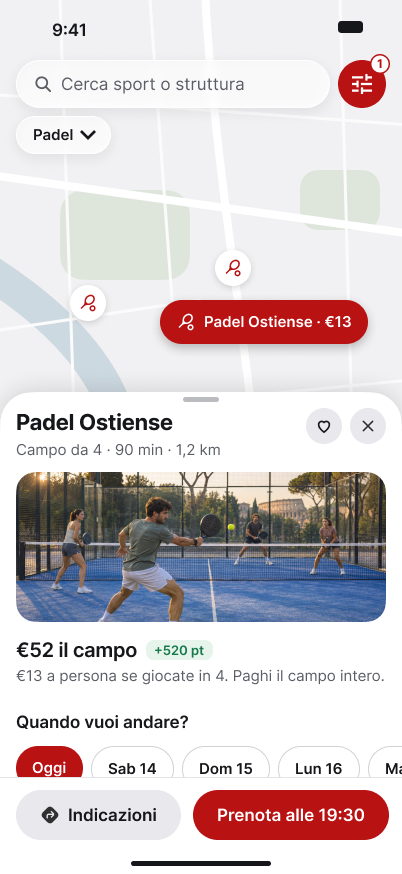 9:41
Cerca sport o struttura
1
Padel
Padel Ostiense · €13
Padel Ostiense
Campo da 4 · 90 min · 1,2 km
€52 il campo
+520 pt
€13 a persona se giocate in 4. Paghi il campo intero.
Quando vuoi andare?
Oggi
Sab 14
Dom 15
Lun 16
Indicazioni
Prenota alle 19:30